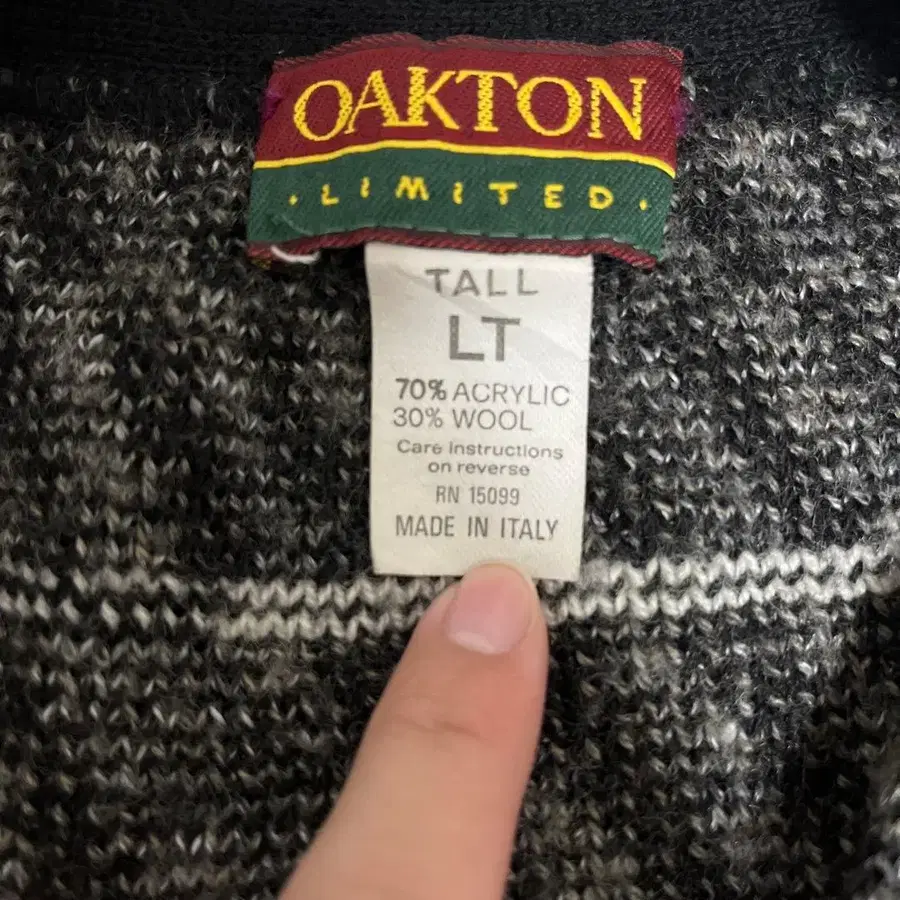 OAKTON
· LIMITED ·
TALL
LT
70% ACRYLIC
30% WOOL
Care instructions
on reverse
RN 15099
MADE IN ITALY